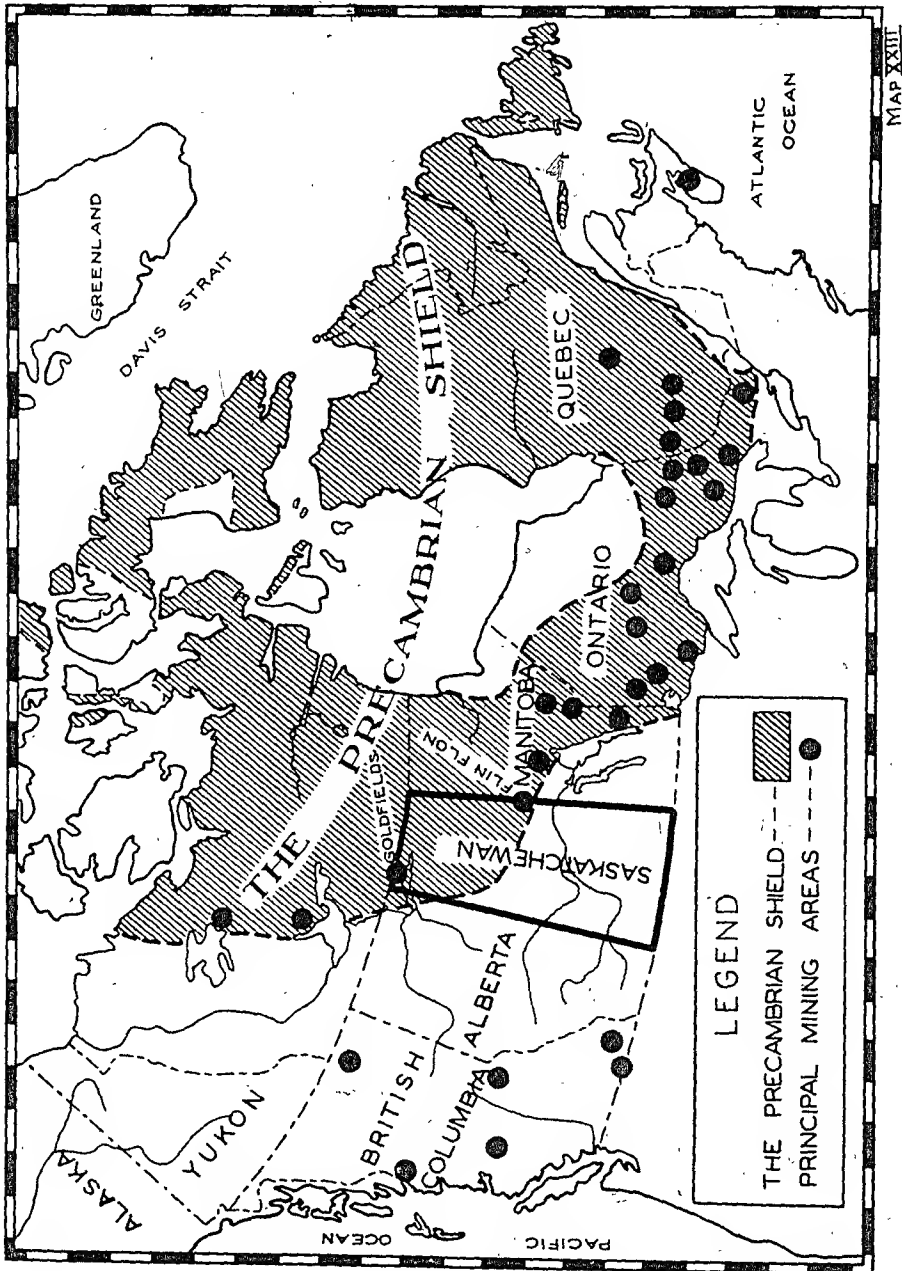 MAP XXIII
GREENLAND
DAVIS STRAIT
ATLANTIC
OCEAN
THE PRECAMBRIAN SHIELD
QUEBEC
ONTARIO
MANITOBA
FLIN FLON
GOLDFIELDS
SASKATCHEWAN
ALBERTA
BRITISH
COLUMBIA
YUKON
ALASKA
PACIFIC
OCEAN
LEGEND
THE PRECAMBRIAN SHIELD
PRINCIPAL MINING AREAS